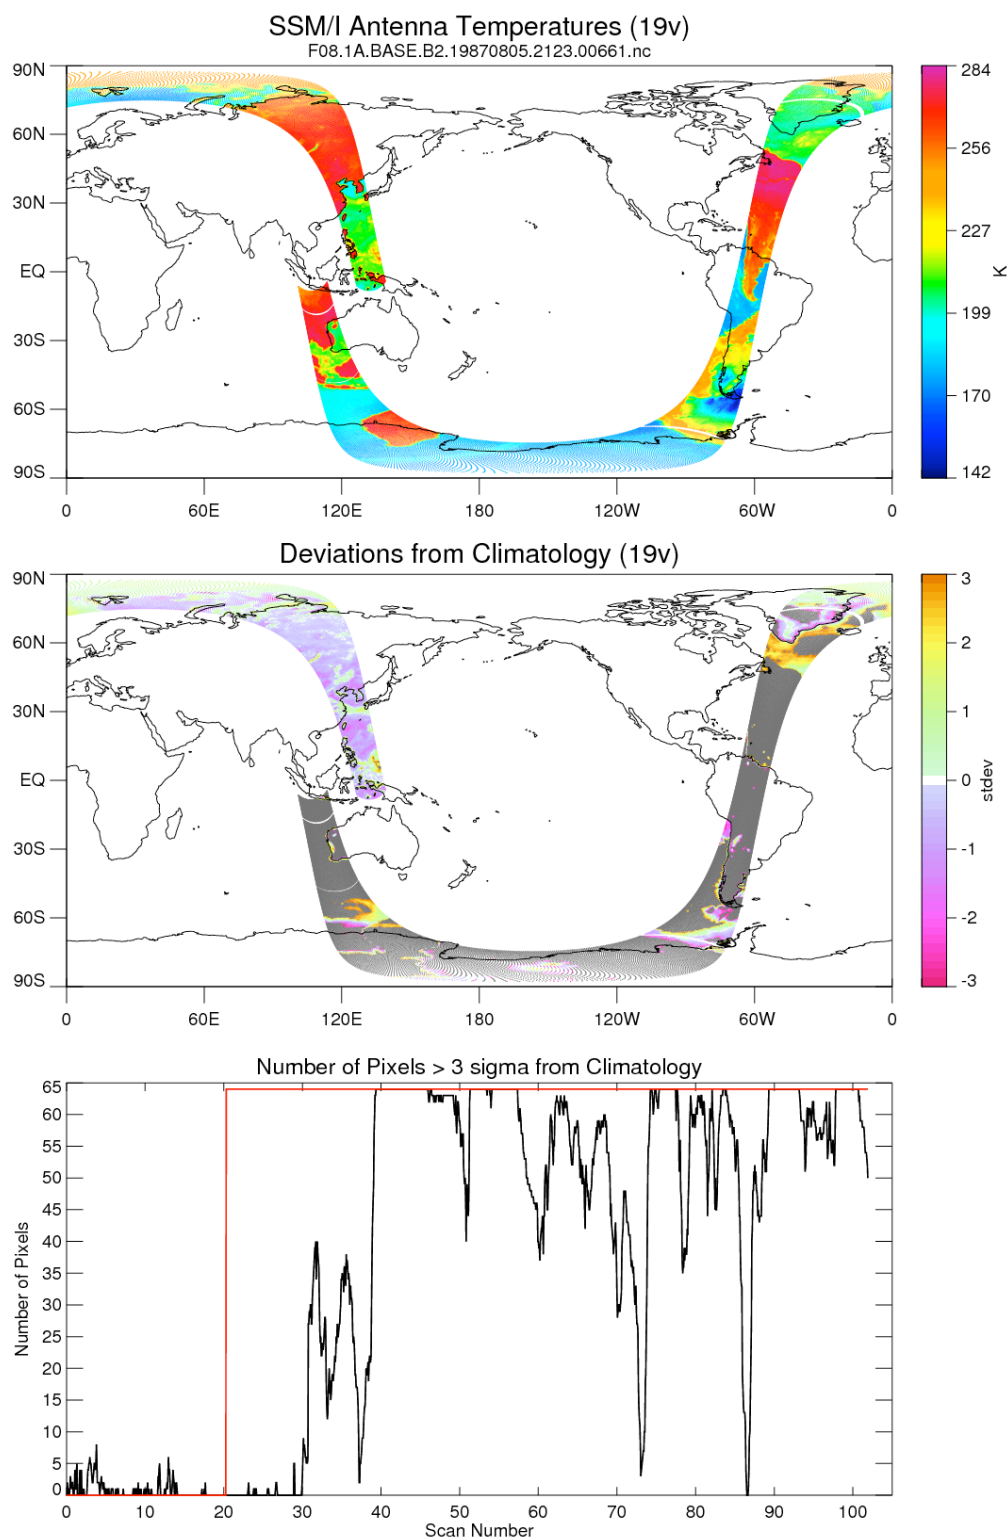 SSM/I Antenna Temperatures (19v)
F08.1A.BASE.B2.19870805.2123.00661.nc
90N
60N
30N
EQ
30S
60S
90S
0 60E 120E 180 120W 60W 0
284
256
227
199
170
142
K
Deviations from Climatology (19v)
90N
60N
30N
EQ
30S
60S
90S
0 60E 120E 180 120W 60W 0
3
2
1
0
-1
-2
-3
stdev
Number of Pixels > 3 sigma from Climatology
65
60
55
50
45
40
35
30
25
20
15
10
5
0
Number of Pixels
0 10 20 30 40 50 60 70 80 90 100
Scan Number